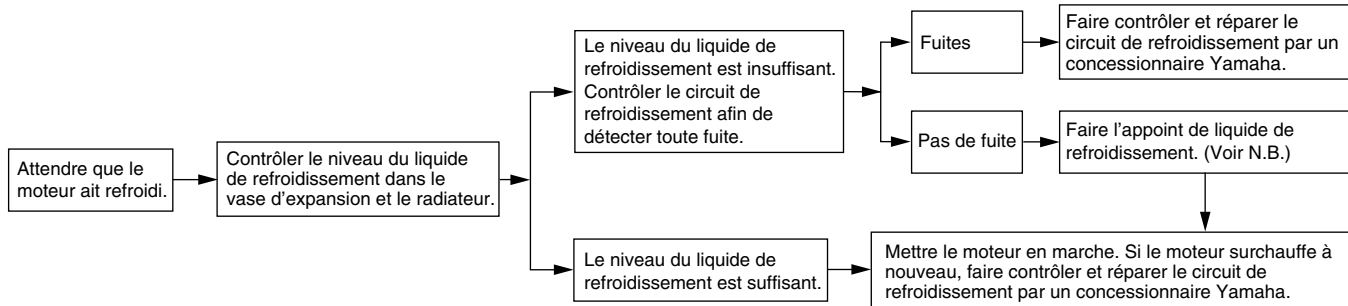 Attendre que le
moteur ait refroidi.
Contrôler le niveau du liquide
de refroidissement dans le
vase d'expansion et le radiateur.
Le niveau du liquide de
refroidissement est insuffisant.
Contrôler le circuit de
refroidissement afin de
détecter toute fuite.
Fuites
Faire contrôler et réparer le
circuit de refroidissement par un
concessionnaire Yamaha.
Pas de fuite
Faire l'appoint de liquide de
refroidissement. (Voir N.B.)
Le niveau du liquide de
refroidissement est suffisant.
Mettre le moteur en marche. Si le moteur surchauffe à
nouveau, faire contrôler et réparer le circuit de
refroidissement par un concessionnaire Yamaha.